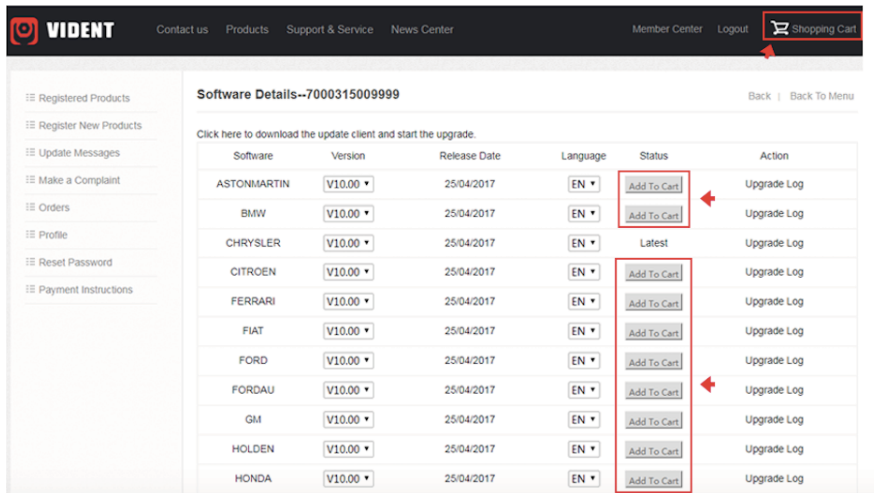 VIDENT Contact us Products Support & Service News Center Member Center Logout Shopping Cart
Registered Products
Register New Products
Update Messages
Make a Complaint
Orders
Profile
Reset Password
Payment Instructions
Software Details--7000315009999 Back | Back To Menu
Click here to download the update client and start the upgrade.
Software Version Release Date Language Status Action
ASTONMARTIN V10.00 25/04/2017 EN Add To Cart Upgrade Log
BMW V10.00 25/04/2017 EN Add To Cart Upgrade Log
CHRYSLER V10.00 25/04/2017 EN Latest Upgrade Log
CITROEN V10.00 25/04/2017 EN Add To Cart Upgrade Log
FERRARI V10.00 25/04/2017 EN Add To Cart Upgrade Log
FIAT V10.00 25/04/2017 EN Add To Cart Upgrade Log
FORD V10.00 25/04/2017 EN Add To Cart Upgrade Log
FORDAU V10.00 25/04/2017 EN Add To Cart Upgrade Log
GM V10.00 25/04/2017 EN Add To Cart Upgrade Log
HOLDEN V10.00 25/04/2017 EN Add To Cart Upgrade Log
HONDA V10.00 25/04/2017 EN Add To Cart Upgrade Log